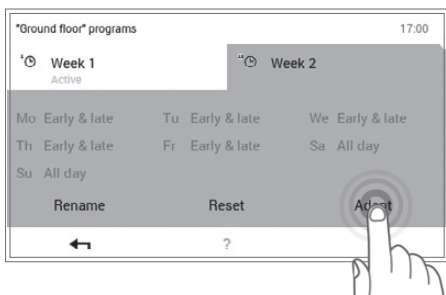 "Ground floor" programs 17:00
Week 1 Week 2
Active
Mo Early & late Tu Early & late We Early & late
Th Early & late Fr Early & late Sa All day
Su All day
Rename Reset Adapt
?